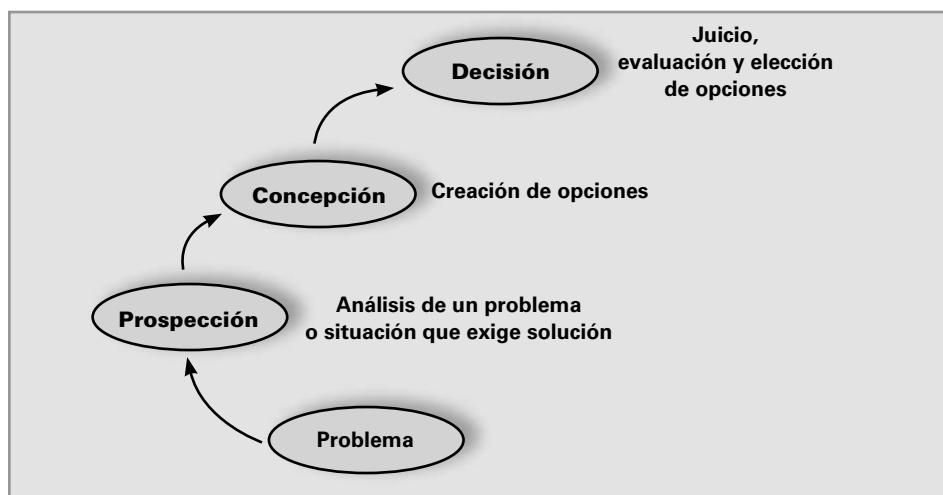 Decisión
Juicio,
evaluación y elección
de opciones
Concepción
Creación de opciones
Prospección
Análisis de un problema
o situación que exige solución
Problema